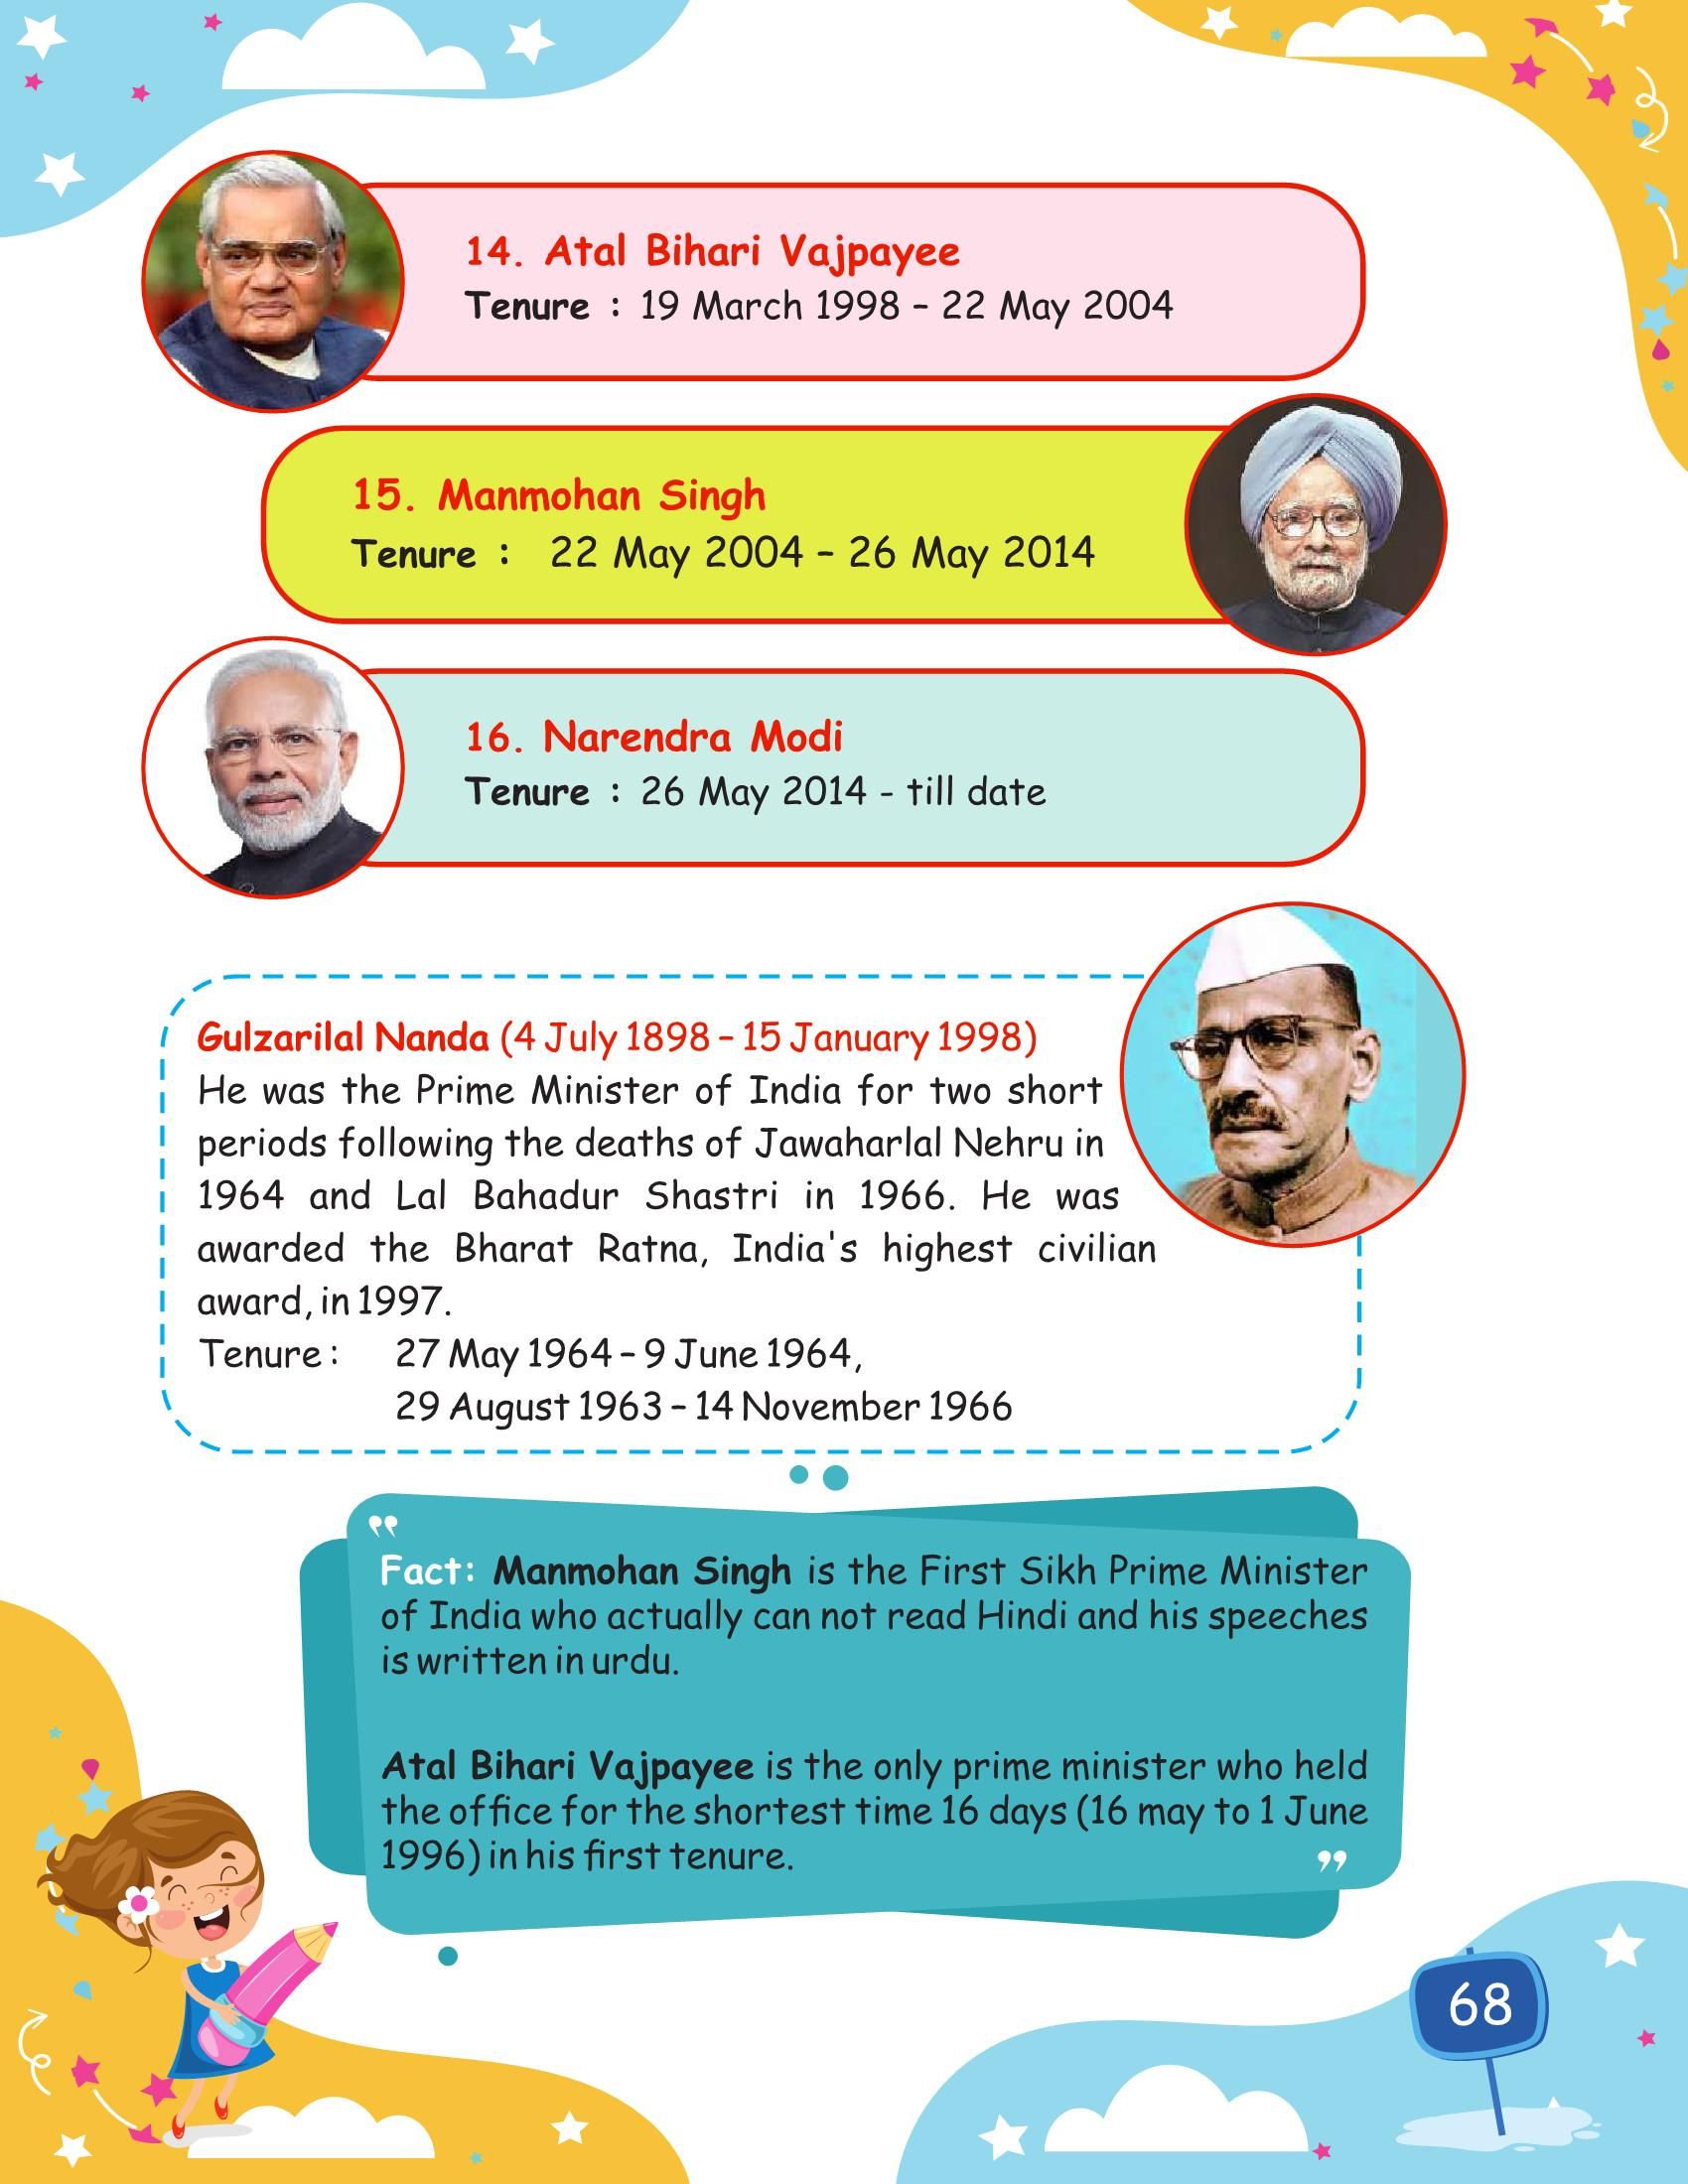 14. Atal Bihari Vajpayee
Tenure : 19 March 1998 – 22 May 2004
15. Manmohan Singh
Tenure : 22 May 2004 – 26 May 2014
16. Narendra Modi
Tenure : 26 May 2014 - till date
Gulzarilal Nanda (4 July 1898 – 15 January 1998)
He was the Prime Minister of India for two short
periods following the deaths of Jawaharlal Nehru in
1964 and Lal Bahadur Shastri in 1966. He was
awarded the Bharat Ratna, India's highest civilian
award, in 1997.
Tenure : 27 May 1964 – 9 June 1964,
29 August 1963 – 14 November 1966
"
Fact: Manmohan Singh is the First Sikh Prime Minister
of India who actually can not read Hindi and his speeches
is written in urdu.
Atal Bihari Vajpayee is the only prime minister who held
the office for the shortest time 16 days (16 may to 1 June
1996) in his first tenure.
"
68